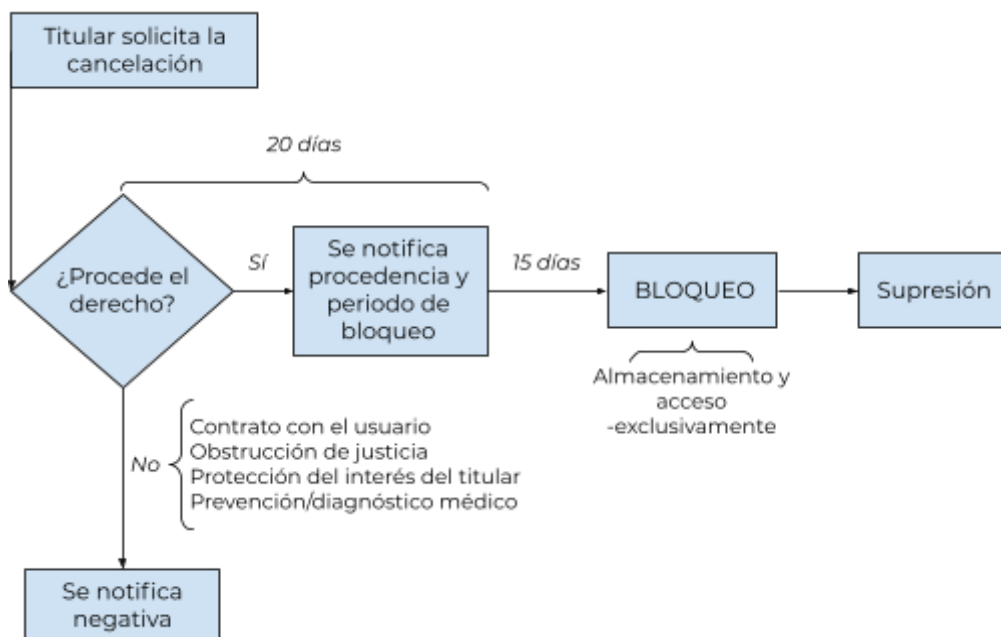 Titular solicita la
cancelación
20 días
¿Procede el
derecho?
Sí
Se notifica
procedencia y
periodo de
bloqueo
15 días
BLOQUEO
Supresión
Almacenamiento y
acceso
-exclusivamente
No
Contrato con el usuario
Obstrucción de justicia
Protección del interés del titular
Prevención/diagnóstico médico
Se notifica
negativa